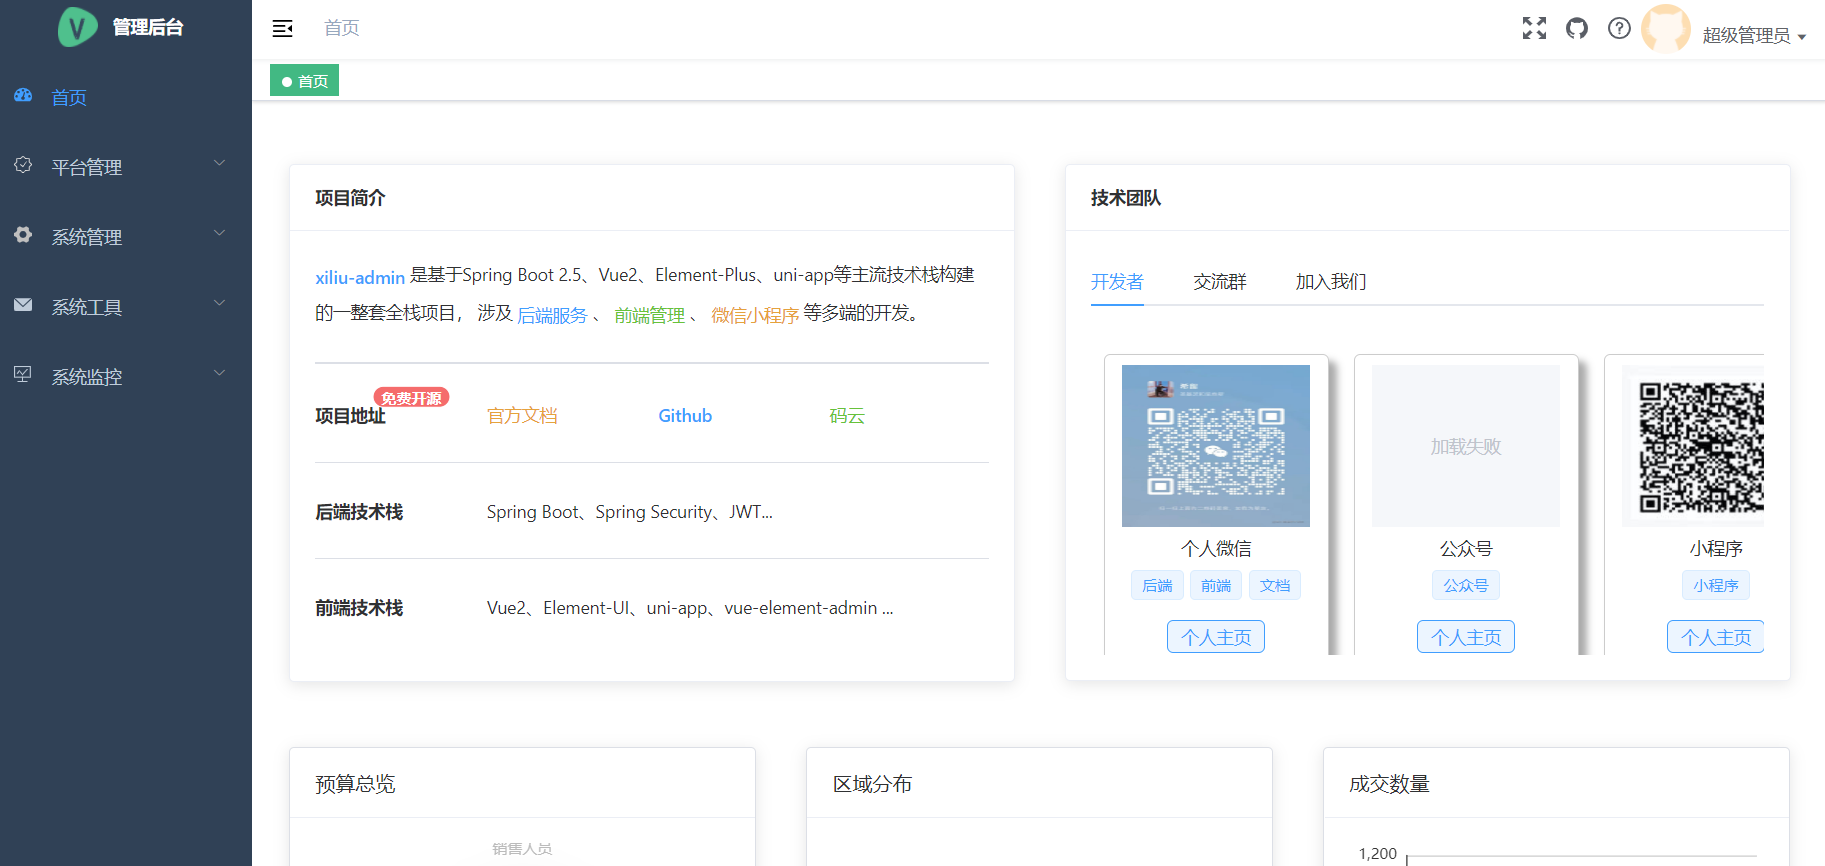 管理后台
首页
平台管理
系统管理
系统工具
系统监控
首页
超级管理员
首页
项目简介
xiliu-admin 是基于Spring Boot 2.5、Vue2、Element-Plus、uni-app等主流技术栈构建
的一整套全栈项目， 涉及 后端服务 、 前端管理 、 微信小程序 等多端的开发。
项目地址 免费开源 官方文档 Github 码云
后端技术栈 Spring Boot、Spring Security、JWT...
前端技术栈 Vue2、Element-UI、uni-app、vue-element-admin ...
技术团队
开发者 交流群 加入我们
加载失败
个人微信 公众号 小程序
后端 前端 文档 公众号 小程序
个人主页 个人主页 个人主页
预算总览
销售人员
区域分布
成交数量
1,200